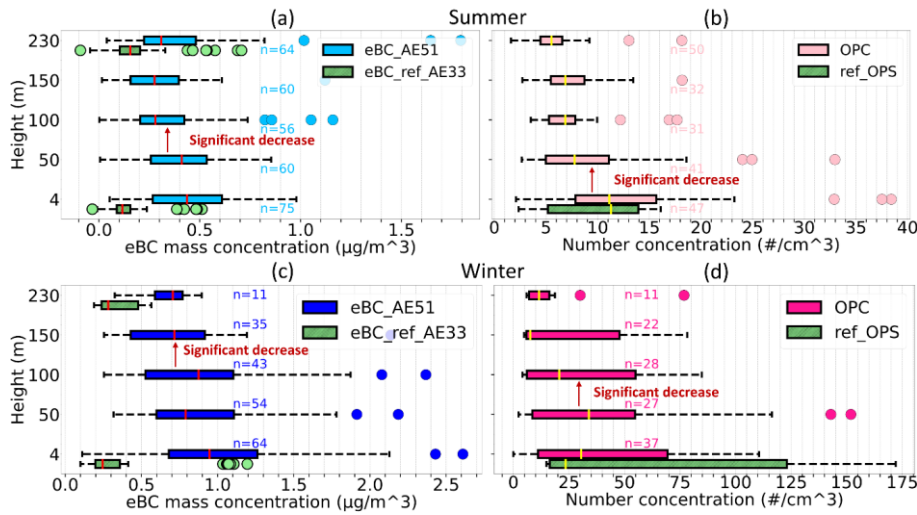 (a) Summer (b)
230
150
100
50
4
Height (m)
n=64
n=60
n=56
n=60
n=75
eBC_AE51
eBC_ref_AE33
Significant decrease
0.0 0.5 1.0 1.5
eBC mass concentration (µg/m^3)
n=50
n=32
n=31
n=41
n=47
OPC
ref_OPS
Significant decrease
5 10 15 20 25 30 35 40
Number concentration (#/cm^3)
(c) Winter (d)
230
150
100
50
4
Height (m)
n=11
n=35
n=43
n=54
n=64
eBC_AE51
eBC_ref_AE33
Significant decrease
0.0 0.5 1.0 1.5 2.0 2.5
eBC mass concentration (µg/m^3)
n=11
n=22
n=28
n=27
n=37
OPC
ref_OPS
Significant decrease
0 25 50 75 100 125 150 175
Number concentration (#/cm^3)